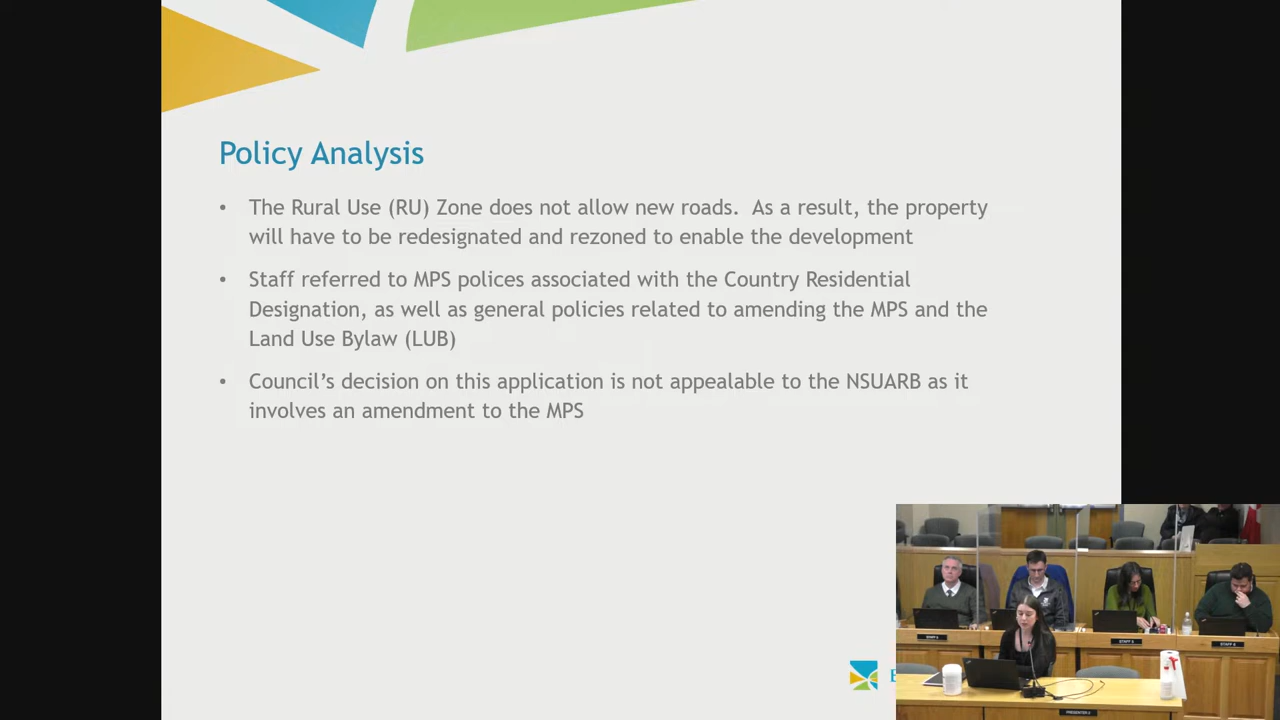 Policy Analysis
• The Rural Use (RU) Zone does not allow new roads.  As a result, the property
will have to be redesignated and rezoned to enable the development
• Staff referred to MPS polices associated with the Country Residential
Designation, as well as general policies related to amending the MPS and the
Land Use Bylaw (LUB)
• Council’s decision on this application is not appealable to the NSUARB as it
involves an amendment to the MPS